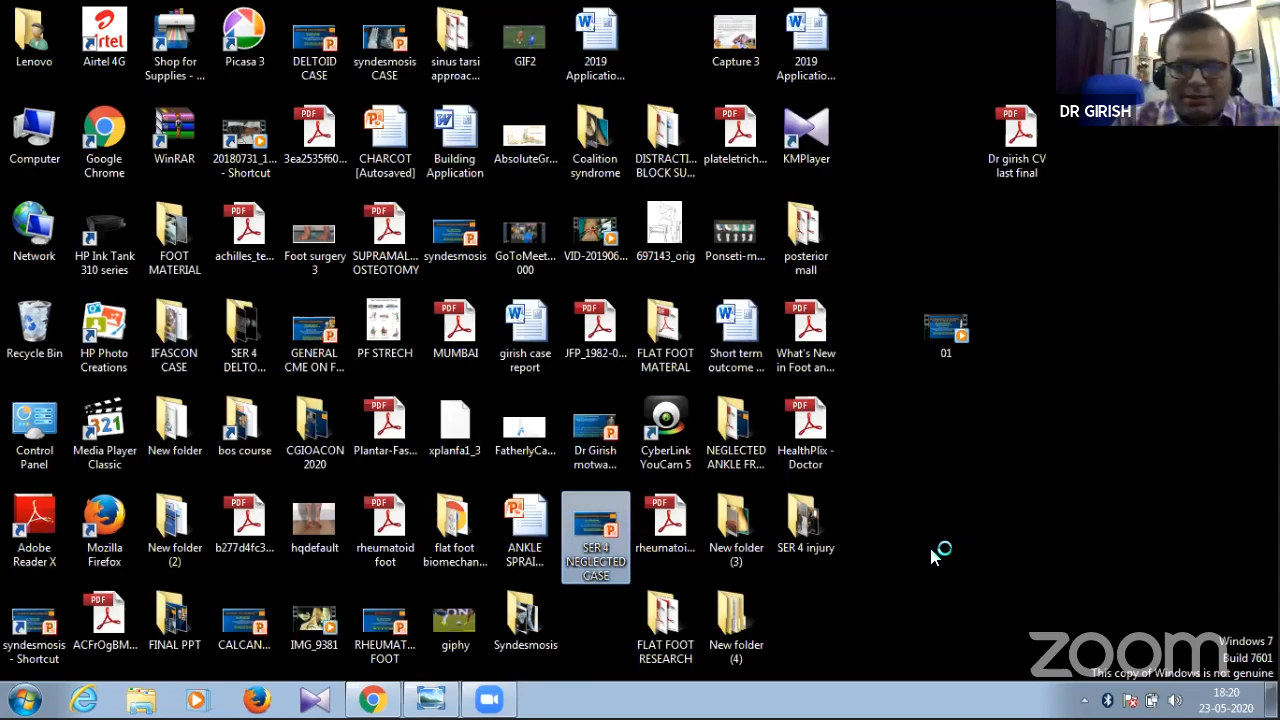 Lenovo
Airtel 4G
Shop for
Supplies - ...
Picasa 3
DELTOID
CASE
syndesmosis
CASE
sinus tarsi
approac...
GIF2
2019
Applicatio...
Capture 3
2019
Applicatio...
DR GIRISH
Computer
Google
Chrome
WinRAR
20180731_1...
- Shortcut
3ea2535f60...
CHARCOT
[Autosaved]
Building
Application
AbsoluteGr...
Coalition
syndrome
DISTRACTI...
BLOCK SU...
plateletrich...
KMPlayer
Dr girish CV
last final
Network
HP Ink Tank
310 series
FOOT
MATERIAL
achilles_te...
Foot surgery
3
SUPRAMAL...
OSTEOTOMY
syndesmosis
GoToMeet...
000
VID-201906...
697143_orig
Ponseti-m...
posterior
mall
Recycle Bin
HP Photo
Creations
IFASCON
CASE
SER 4
DELTO...
GENERAL
CME ON F...
PF STRECH
MUMBAI
girish case
report
JFP_1982-0...
FLAT FOOT
MATERAL
Short term
outcome ...
What's New
in Foot an...
01
Control
Panel
Media Player
Classic
New folder
bos course
CGIOACON
2020
Plantar-Fas...
xplanfa1_3
FatherlyCa...
Dr Girish
motwa...
CyberLink
YouCam 5
NEGLECTED
ANKLE FR...
HealthPlix -
Doctor
Adobe
Reader X
Mozilla
Firefox
New folder
(2)
b277d4fc3...
hqdefault
rheumatoid
foot
flat foot
biomechan...
ANKLE
SPRAI...
SER 4
NEGLECTED
CASE
rheumatoi...
New folder
(3)
SER 4 injury
syndesmosis
- Shortcut
ACFrOgBM...
FINAL PPT
CALCAN...
IMG_9381
RHEUMAT...
FOOT
giphy
Syndesmosis
FLAT FOOT
RESEARCH
New folder
(4)
zoom
Windows 7
Build 7601
This copy of Windows is not genuine
18:20
23-05-2020